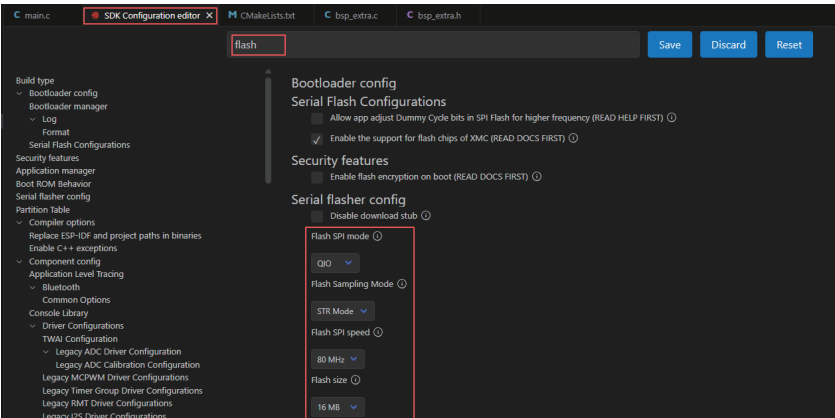 main.c
SDK Configuration editor
CMakeLists.txt
bsp_extra.c
bsp_extra.h
flash
Save
Discard
Reset
Build type
Bootloader config
Bootloader manager
Log
Format
Serial Flash Configurations
Security features
Application manager
Boot ROM Behavior
Serial flasher config
Partition Table
Compiler options
Replace ESP-IDF and project paths in binaries
Enable C++ exceptions
Component config
Application Level Tracing
Bluetooth
Common Options
Console Library
Driver Configurations
TWAI Configuration
Legacy ADC Driver Configuration
Legacy ADC Calibration Configuration
Legacy MCPWM Driver Configurations
Legacy Timer Group Driver Configurations
Legacy RMT Driver Configurations
Legacy I2S Driver Configurations
Bootloader config
Serial Flash Configurations
Allow app adjust Dummy Cycle bits in SPI Flash for higher frequency (READ HELP FIRST)
Enable the support for flash chips of XMC (READ DOCS FIRST)
Security features
Enable flash encryption on boot (READ DOCS FIRST)
Serial flasher config
Disable download stub
Flash SPI mode
QIO
Flash Sampling Mode
STR Mode
Flash SPI speed
80 MHz
Flash size
16 MB